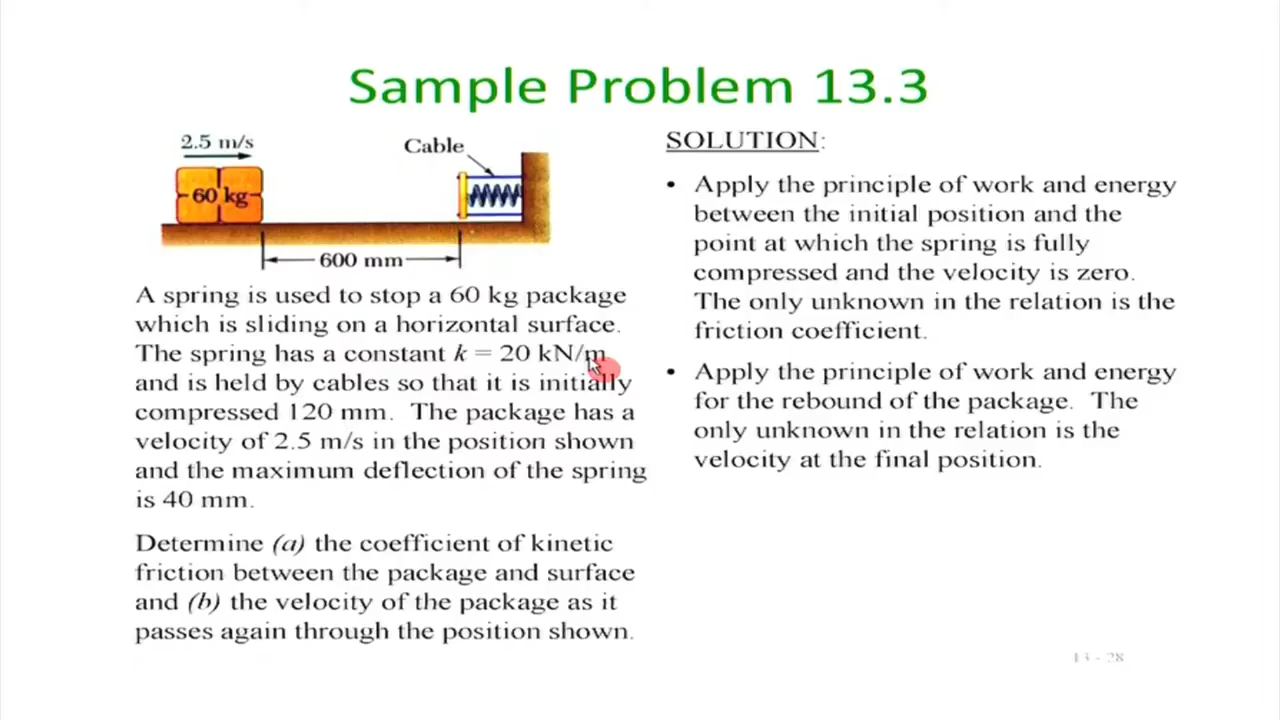 Sample Problem 13.3
2.5 m/s
Cable
60 kg
600 mm
A spring is used to stop a 60 kg package
which is sliding on a horizontal surface.
The spring has a constant k = 20 kN/m
and is held by cables so that it is initially
compressed 120 mm. The package has a
velocity of 2.5 m/s in the position shown
and the maximum deflection of the spring
is 40 mm.
Determine (a) the coefficient of kinetic
friction between the package and surface
and (b) the velocity of the package as it
passes again through the position shown.
SOLUTION:
• Apply the principle of work and energy
between the initial position and the
point at which the spring is fully
compressed and the velocity is zero.
The only unknown in the relation is the
friction coefficient.
• Apply the principle of work and energy
for the rebound of the package. The
only unknown in the relation is the
velocity at the final position.
13 - 28